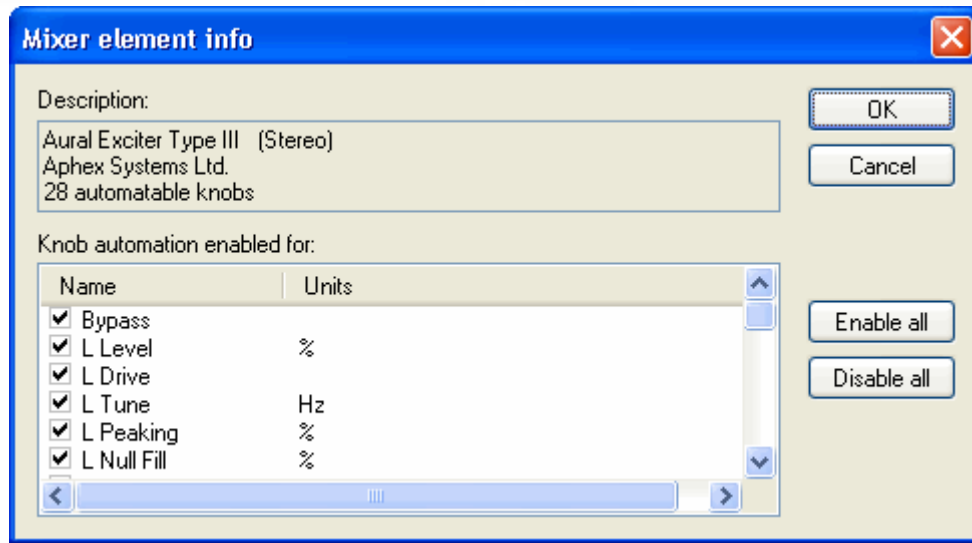 Mixer element info
Description:
OK
Aural Exciter Type III (Stereo)
Aphex Systems Ltd.
28 automatable knobs
Cancel
Knob automation enabled for:
Name Units
Bypass
L Level %
L Drive
L Tune Hz
L Peaking %
L Null Fill %
Enable all
Disable all